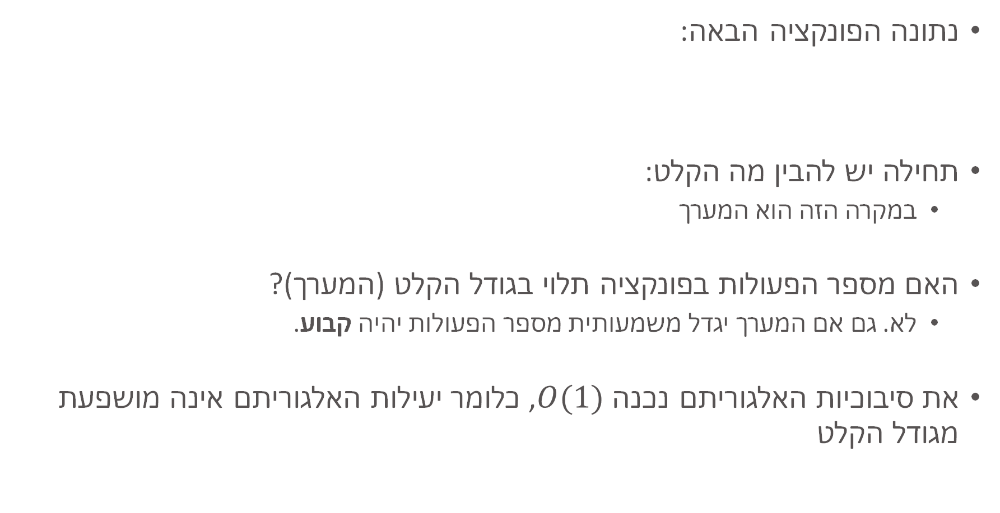 • נתונה הפונקציה הבאה:
• תחילה יש להבין מה הקלט:
• במקרה הזה הוא המערך
• האם מספר הפעולות בפונקציה תלוי בגודל הקלט (המערך)?
• לא. גם אם המערך יגדל משמעותית מספר הפעולות יהיה קבוע.
• את סיבוכיות האלגוריתם נכנה O(1), כלומר יעילות האלגוריתם אינה מושפעת
מגודל הקלט